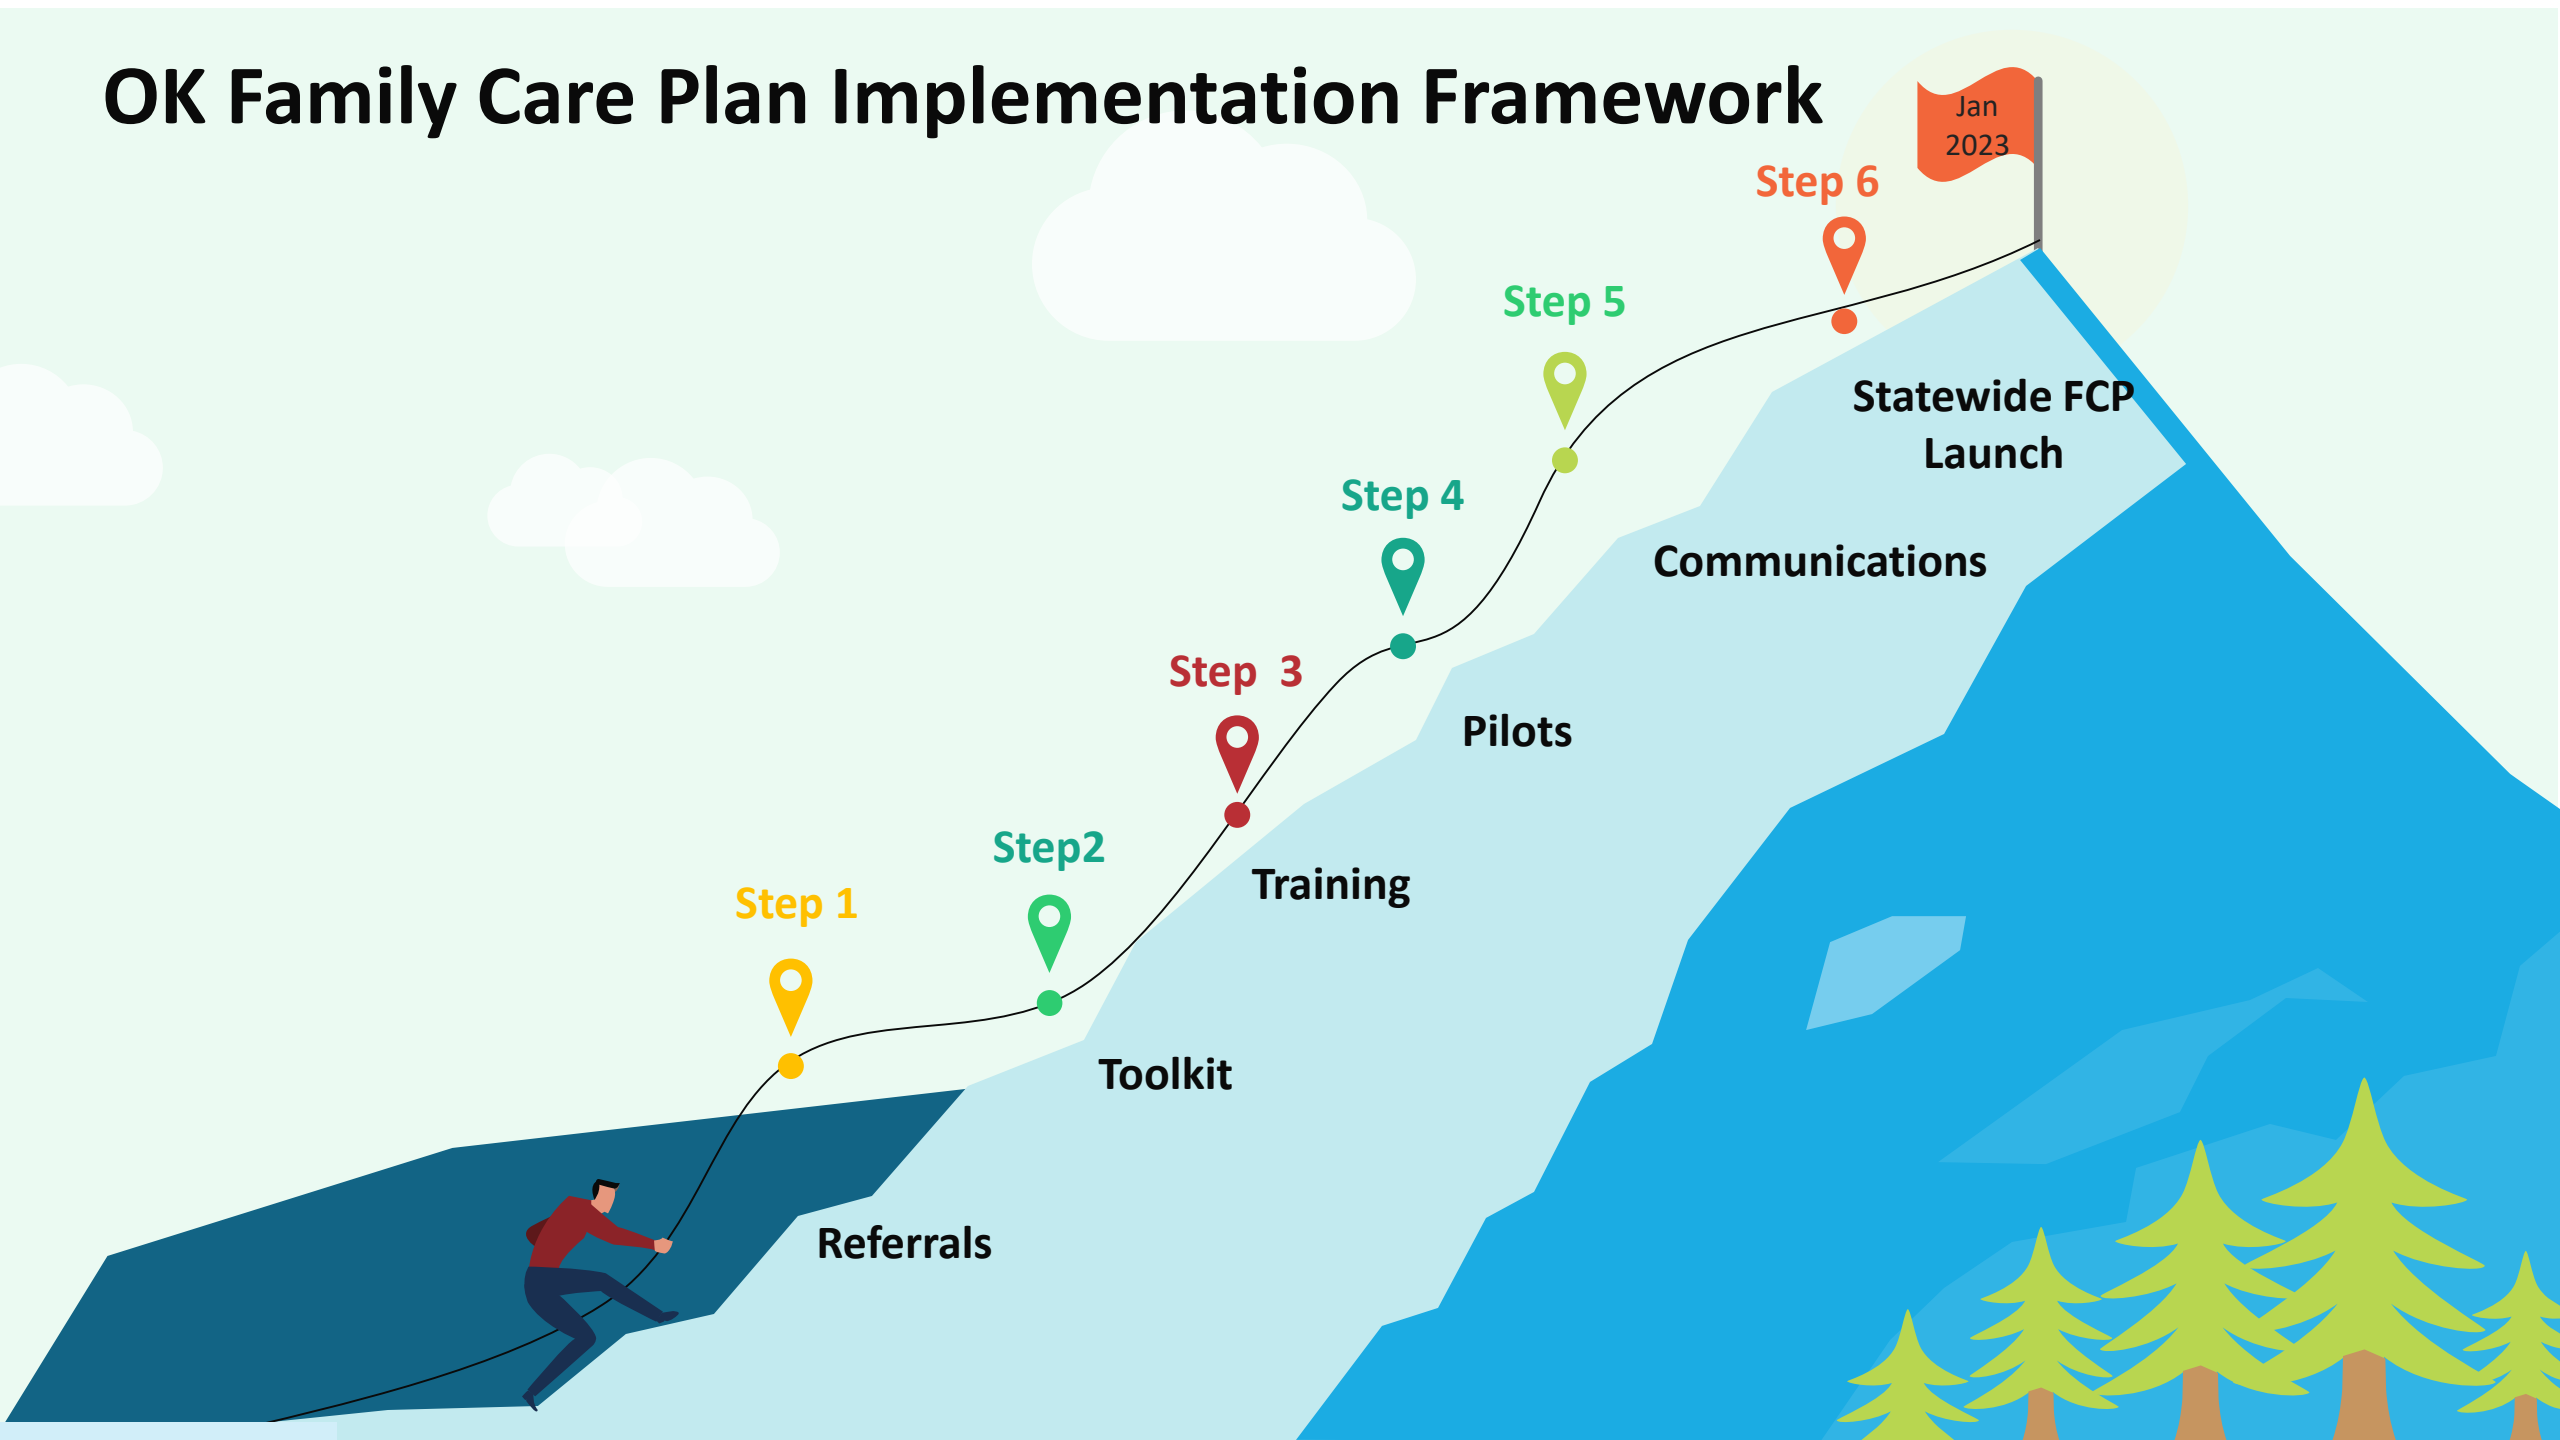 OK Family Care Plan Implementation Framework
Jan
2023
Step 6
Step 5
Step 4
Step  3
Step2
Step 1
Statewide FCP
Launch
Communications
Pilots
Training
Toolkit
Referrals